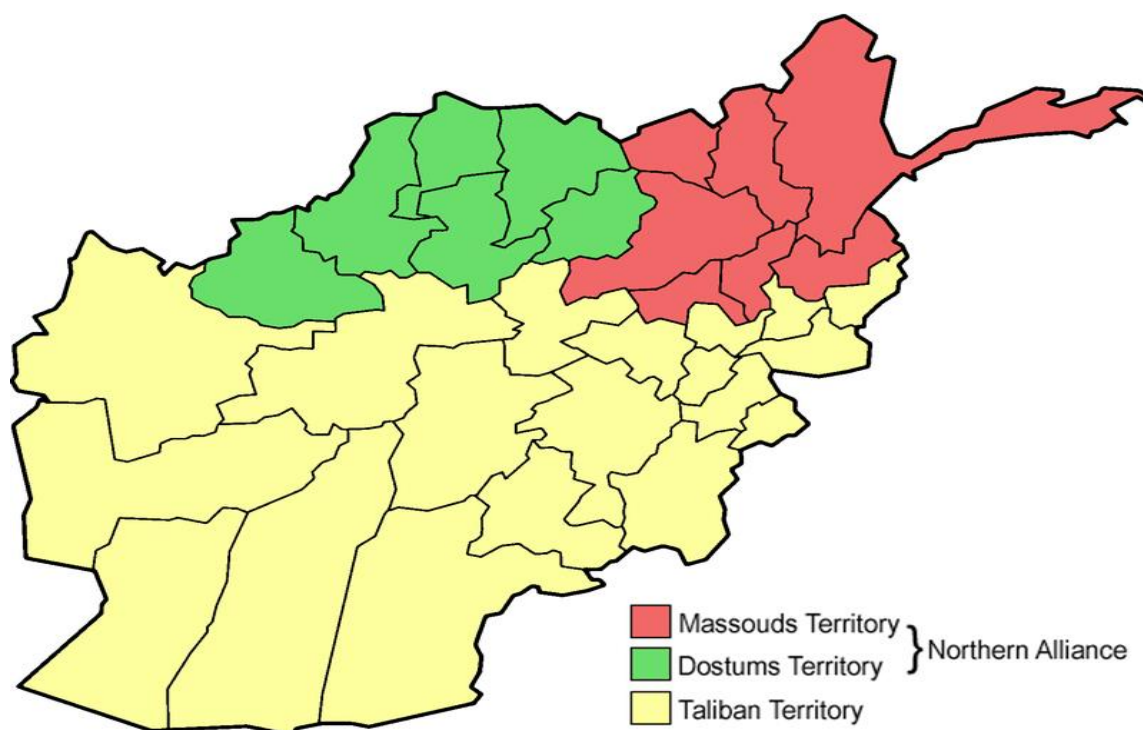 Massouds Territory
Dostums Territory
Northern Alliance
Taliban Territory